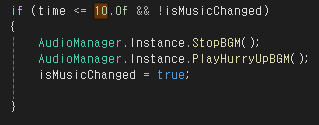 if (time <= 10.0f && !isMusicChanged)
{
AudioManager.Instance.StopBGM();
AudioManager.Instance.PlayHurryUpBGM();
isMusicChanged = true;
}